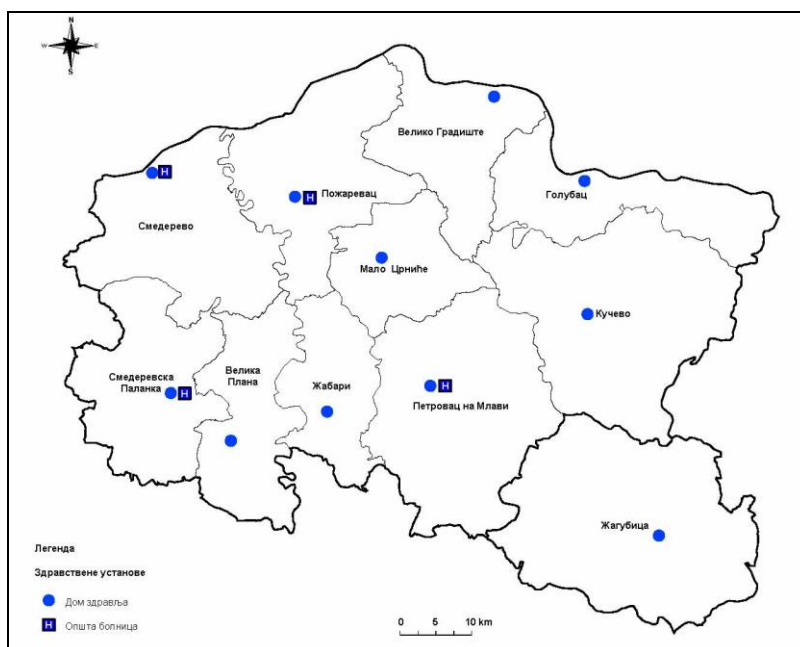 N
W
E
S
Велико Градиште
Голубац
Пожаревац
H
H
Смедерево
Мало Црниће
Кучево
Смедеревска
Паланка
H
Велика
Плана
Жабари
H
Петровац на Млави
Жагубица
Легенда
Здравствене установе
Дом здравља
H Општа болница
0 5 10 km